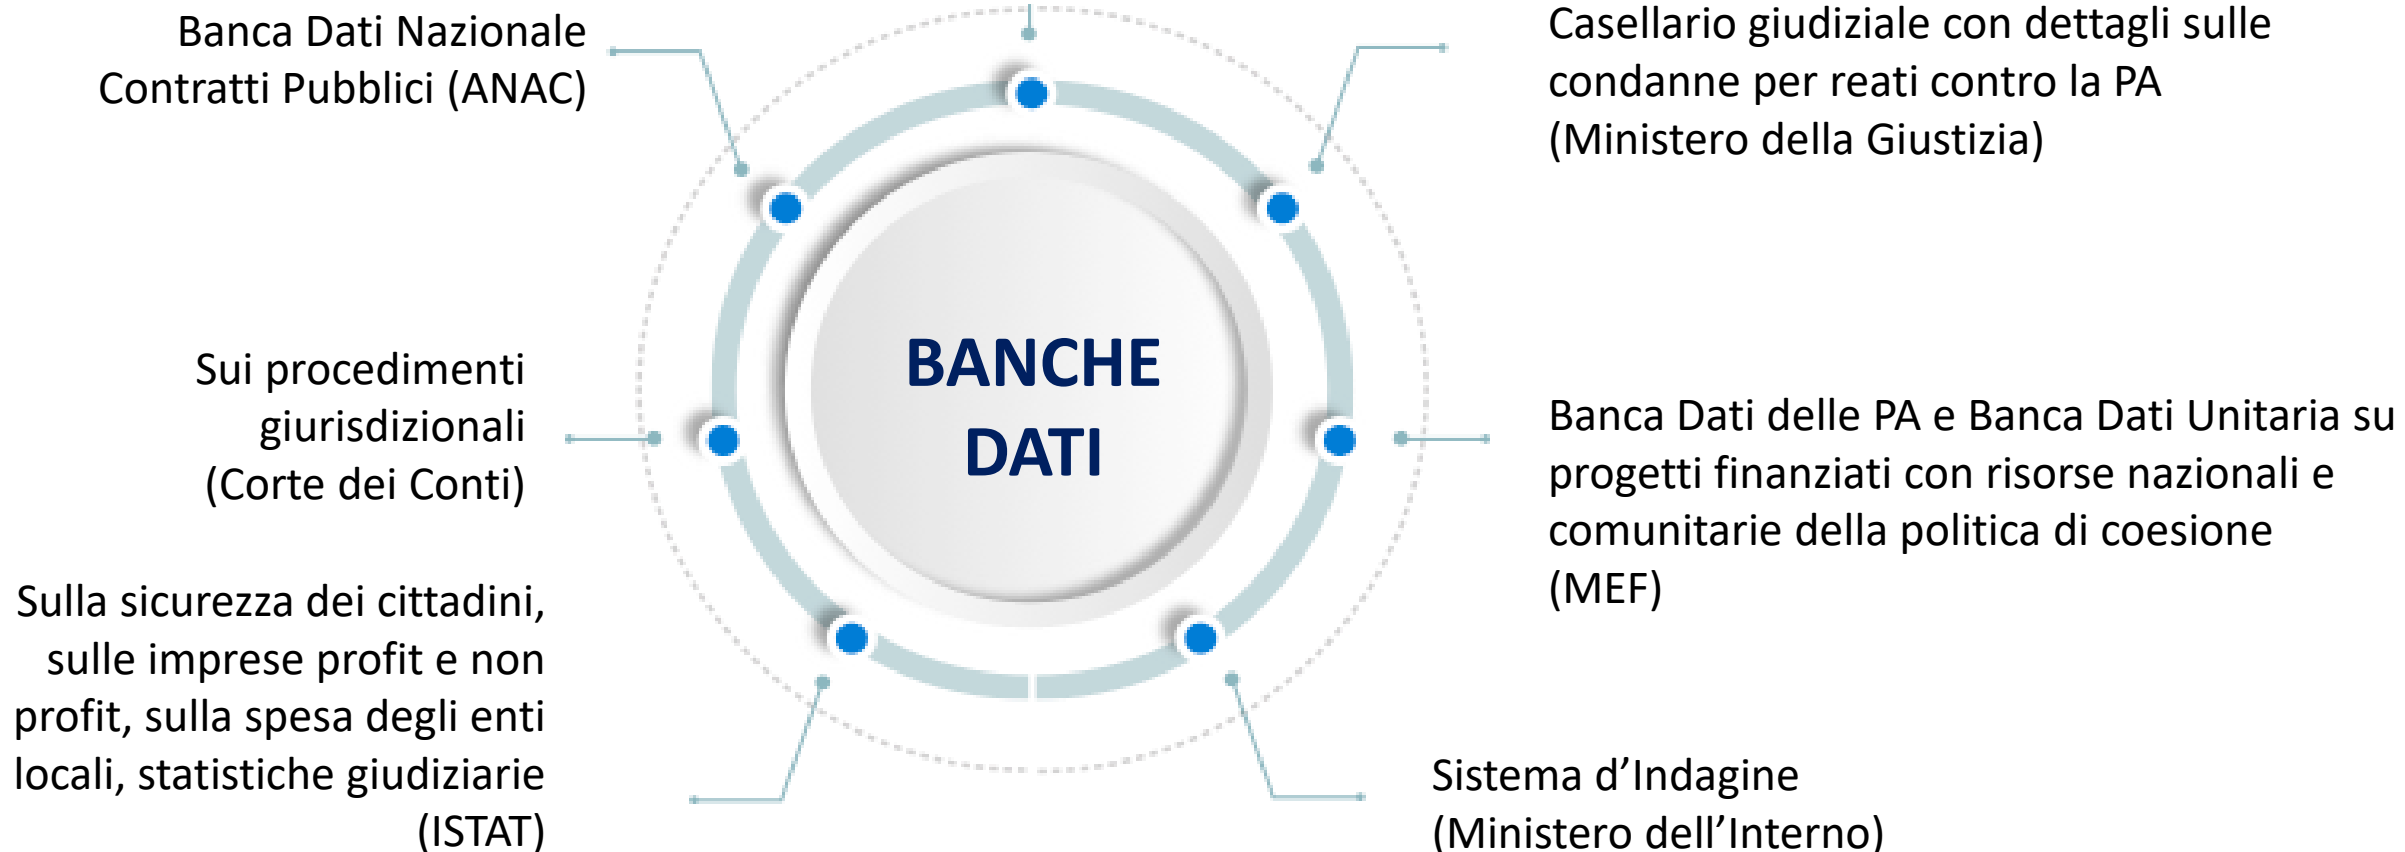 Banca Dati Nazionale
Contratti Pubblici (ANAC)
Casellario giudiziale con dettagli sulle
condanne per reati contro la PA
(Ministero della Giustizia)
BANCHE
DATI
Sui procedimenti
giurisdizionali
(Corte dei Conti)
Banca Dati delle PA e Banca Dati Unitaria su
progetti finanziati con risorse nazionali e
comunitarie della politica di coesione
(MEF)
Sulla sicurezza dei cittadini,
sulle imprese profit e non
profit, sulla spesa degli enti
locali, statistiche giudiziarie
(ISTAT)
Sistema d’Indagine
(Ministero dell’Interno)